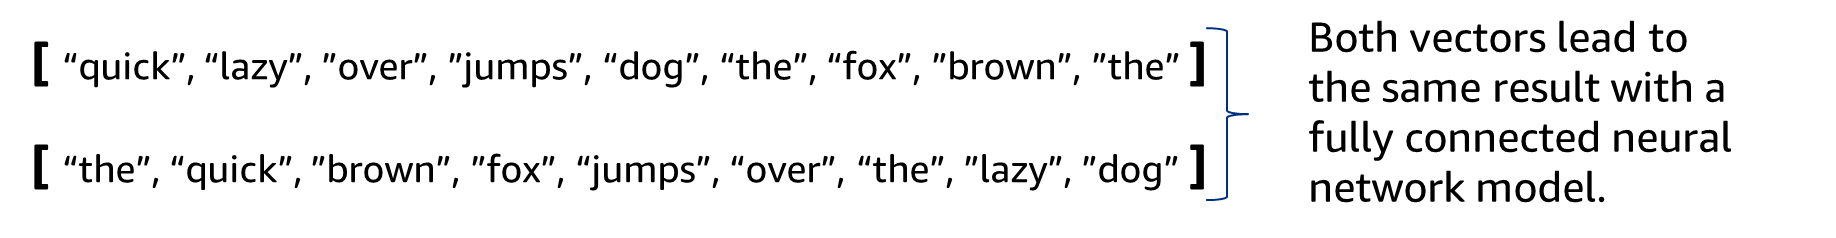 [ “quick”, “lazy”, ”over”, ”jumps”, “dog”, “the”, “fox”, ”brown”, ”the” ]
[ “the”, “quick”, ”brown”, ”fox”, “jumps”, “over”, “the”, ”lazy”, ”dog” ]
Both vectors lead to
the same result with a
fully connected neural
network model.